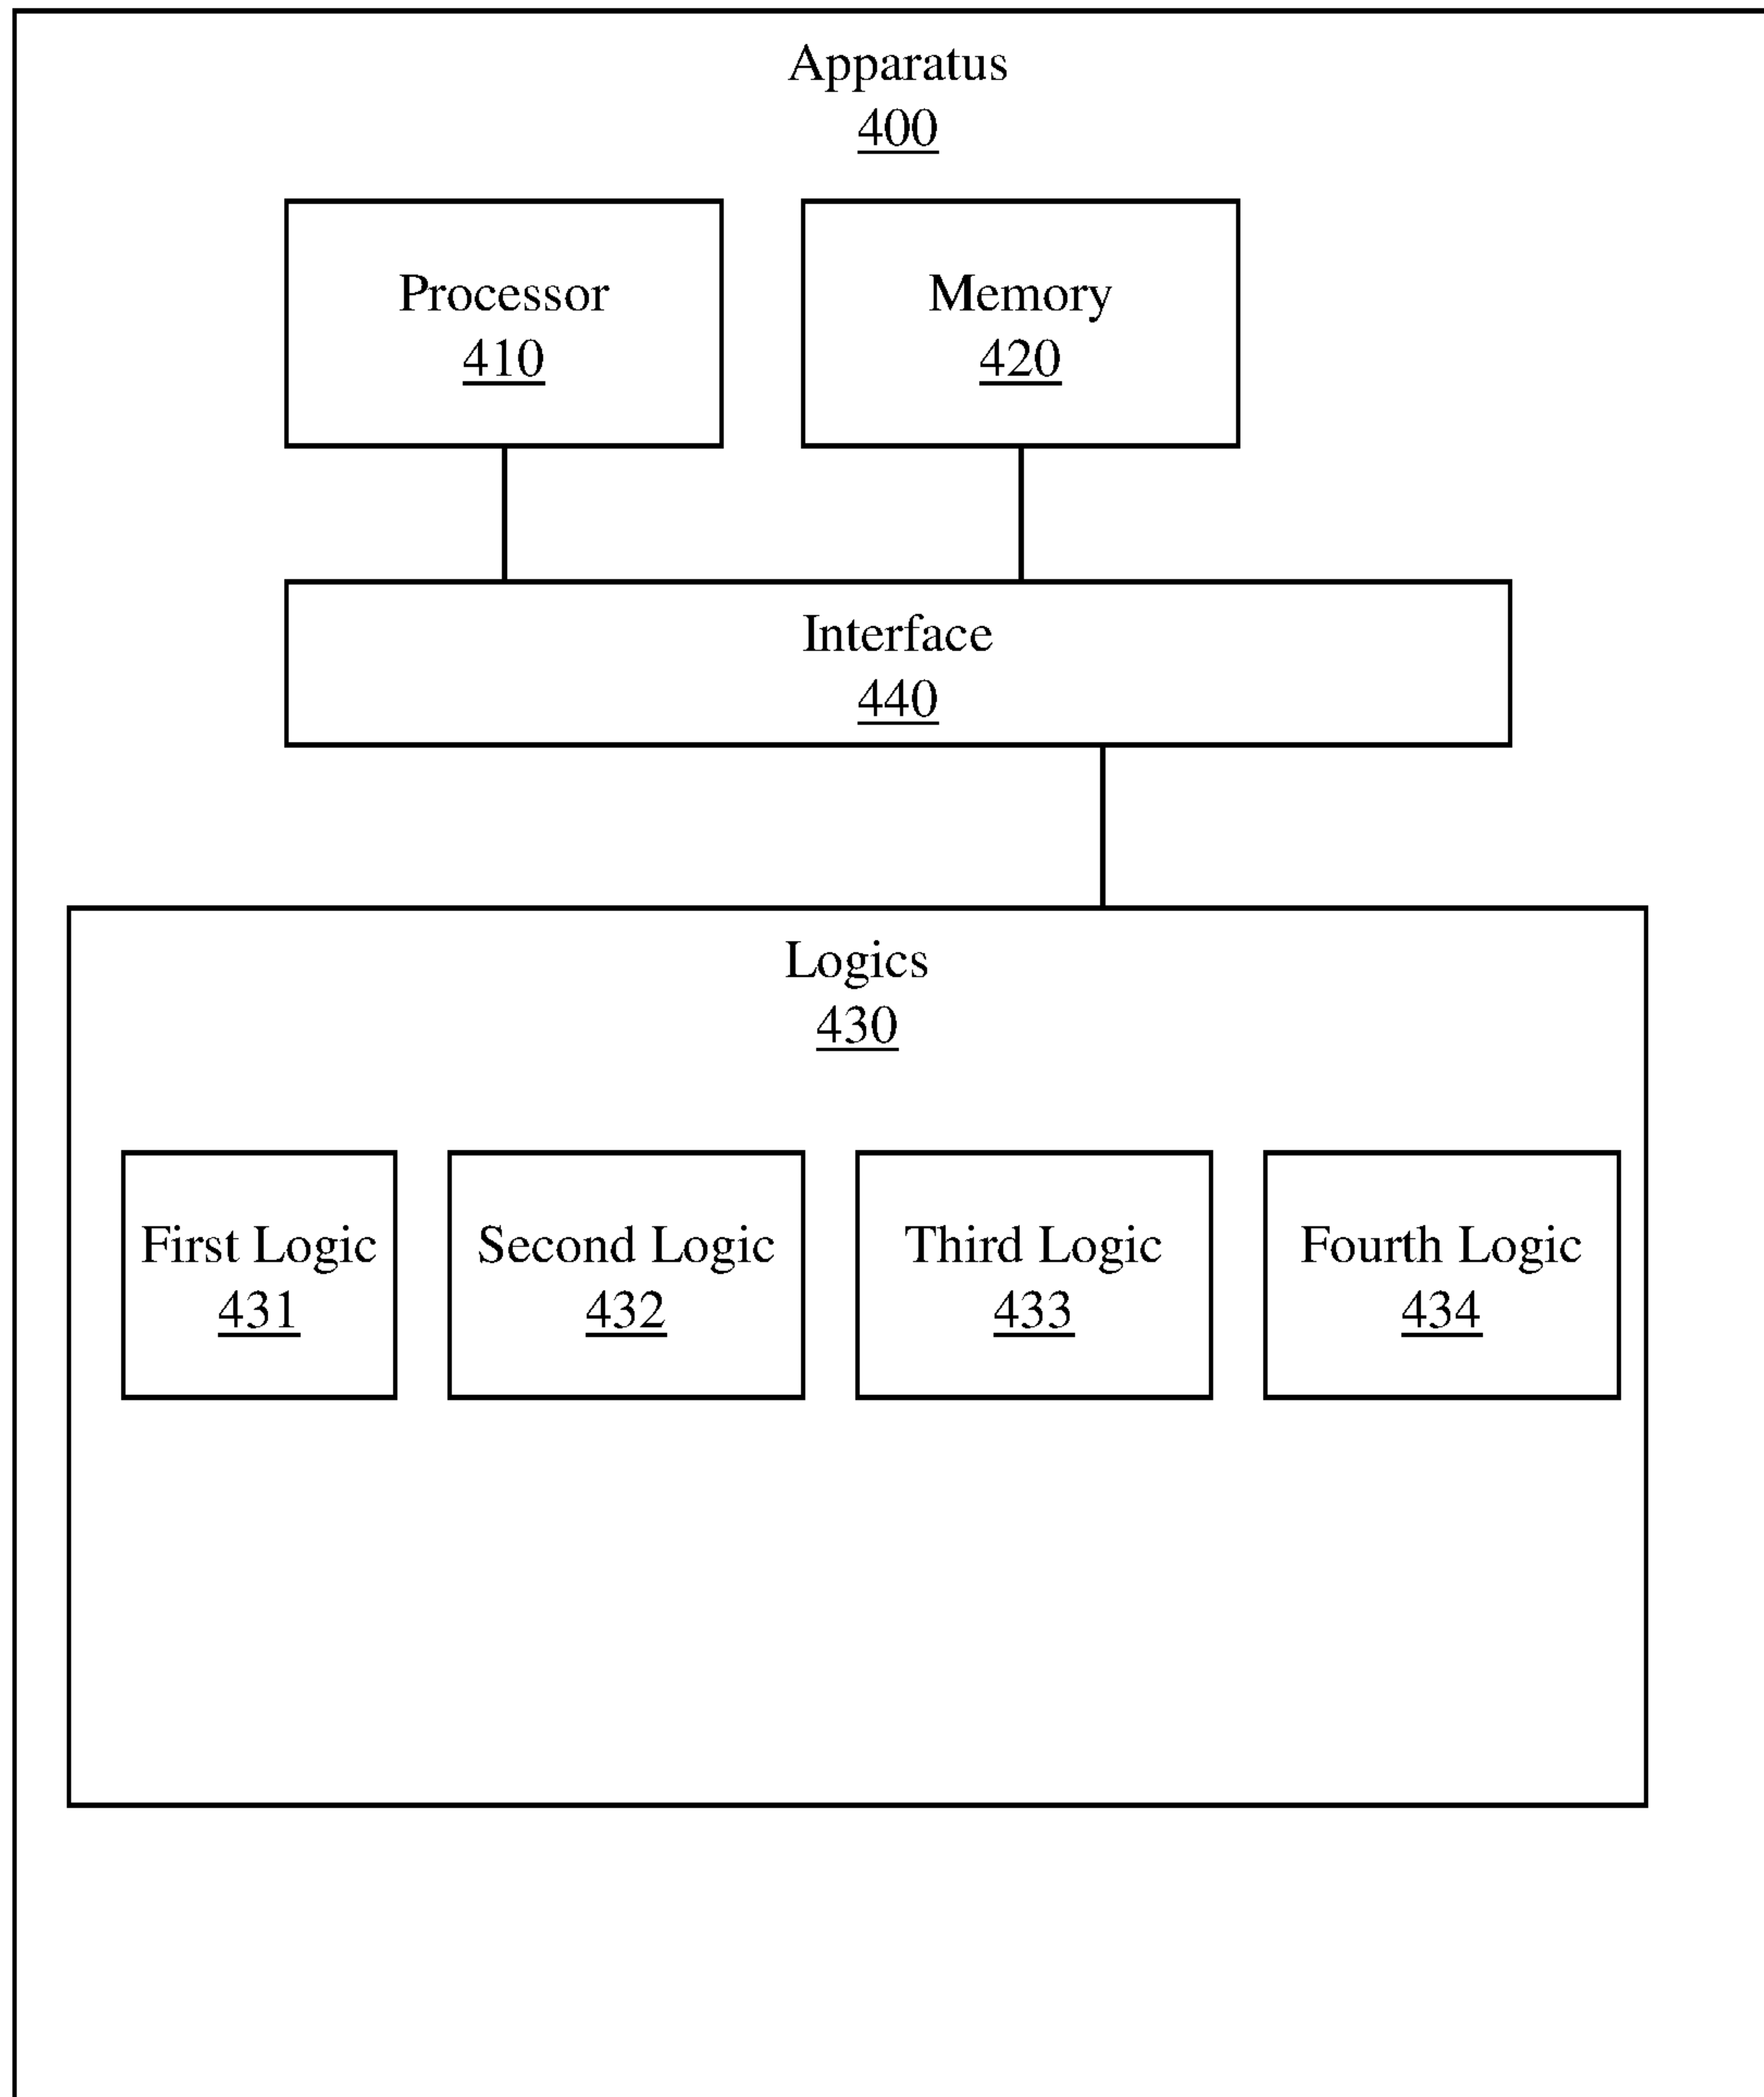 Apparatus
400
Processor
410
Memory
420
Interface
440
Logics
430
First Logic
431
Second Logic
432
Third Logic
433
Fourth Logic
434